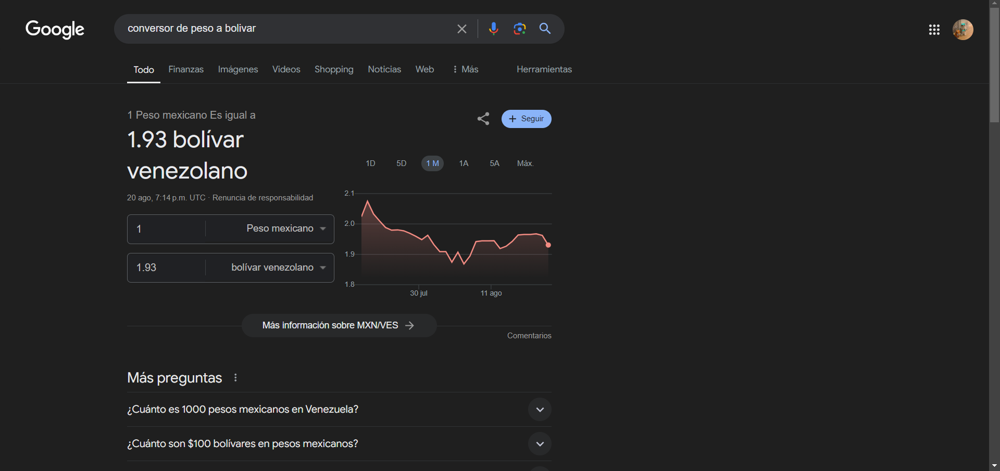 Google
conversor de peso a bolivar
Todo Finanzas Imágenes Videos Shopping Noticias Web Más Herramientas
1 Peso mexicano Es igual a
1.93 bolívar
venezolano
20 ago, 7:14 p.m. UTC · Renuncia de responsabilidad
1 Peso mexicano
1.93 bolívar venezolano
Seguir
1D 5D 1 M 1A 5A Máx.
2.1
2.0
1.9
1.8
30 jul 11 ago
Más información sobre MXN/VES
Comentarios
Más preguntas
¿Cuánto es 1000 pesos mexicanos en Venezuela?
¿Cuánto son $100 bolívares en pesos mexicanos?